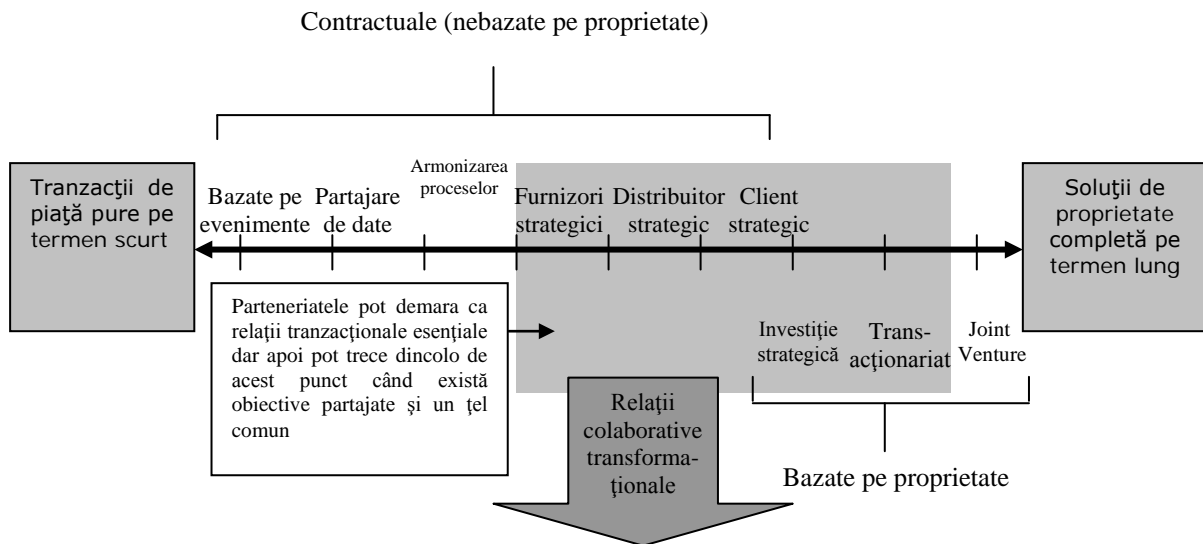 Contractuale (nebazate pe proprietate)
Tranzacţii de
piaţă pure pe
termen scurt
Bazate pe
evenimente
Partajare
de date
Armonizarea
proceselor
Furnizori
strategici
Distribuitor
strategic
Client
strategic
Soluţii de
proprietate
completă pe
termen lung
Parteneriatele pot demara ca
relaţii tranzacţionale esenţiale
dar apoi pot trece dincolo de
acest punct când există
obiective partajate şi un ţel
comun
Investiţie
strategică
Trans-
acţionariat
Joint
Venture
Relaţii
colaborative
transforma-
ţionale
Bazate pe proprietate